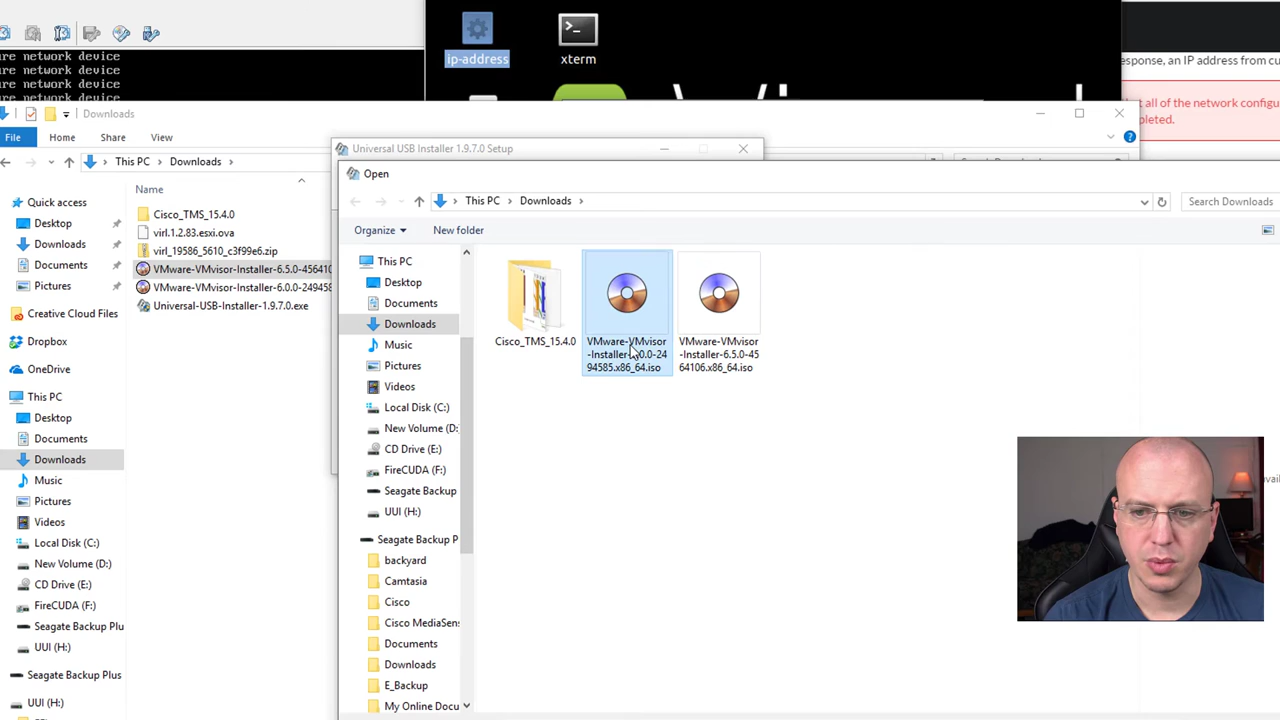 ure network device
ure network device
ure network device
ip-address
xterm
esponse, an IP address from cu
t all of the network configu
pleted.
Downloads
File
Home
Share
View
This PC
Downloads
Name
Quick access
Desktop
Downloads
Documents
Pictures
Creative Cloud Files
Dropbox
OneDrive
This PC
Desktop
Documents
Downloads
Music
Pictures
Videos
Local Disk (C:)
New Volume (D:)
CD Drive (E:)
FireCUDA (F:)
Seagate Backup Plu
UUI (H:)
Seagate Backup Plus
UUI (H:)
Cisco_TMS_15.4.0
virl.1.2.83.esxi.ova
virl_19586_5610_c3f99e6.zip
VMware-VMvisor-Installer-6.5.0-456410
VMware-VMvisor-Installer-6.0.0-249458
Universal-USB-Installer-1.9.7.0.exe
Universal USB Installer 1.9.7.0 Setup
Open
This PC
Downloads
Search Downloads
Organize
New folder
This PC
Desktop
Documents
Downloads
Music
Pictures
Videos
Local Disk (C:)
New Volume (D:
CD Drive (E:)
FireCUDA (F:)
Seagate Backup
UUI (H:)
Seagate Backup P
backyard
Camtasia
Cisco
Cisco MediaSens
Documents
Downloads
E_Backup
My Online Docu
Cisco_TMS_15.4.0
VMware-VMvisor
-Installer-6.0.0-24
94585.x86_64.iso
VMware-VMvisor
-Installer-6.5.0-45
64106.x86_64.iso